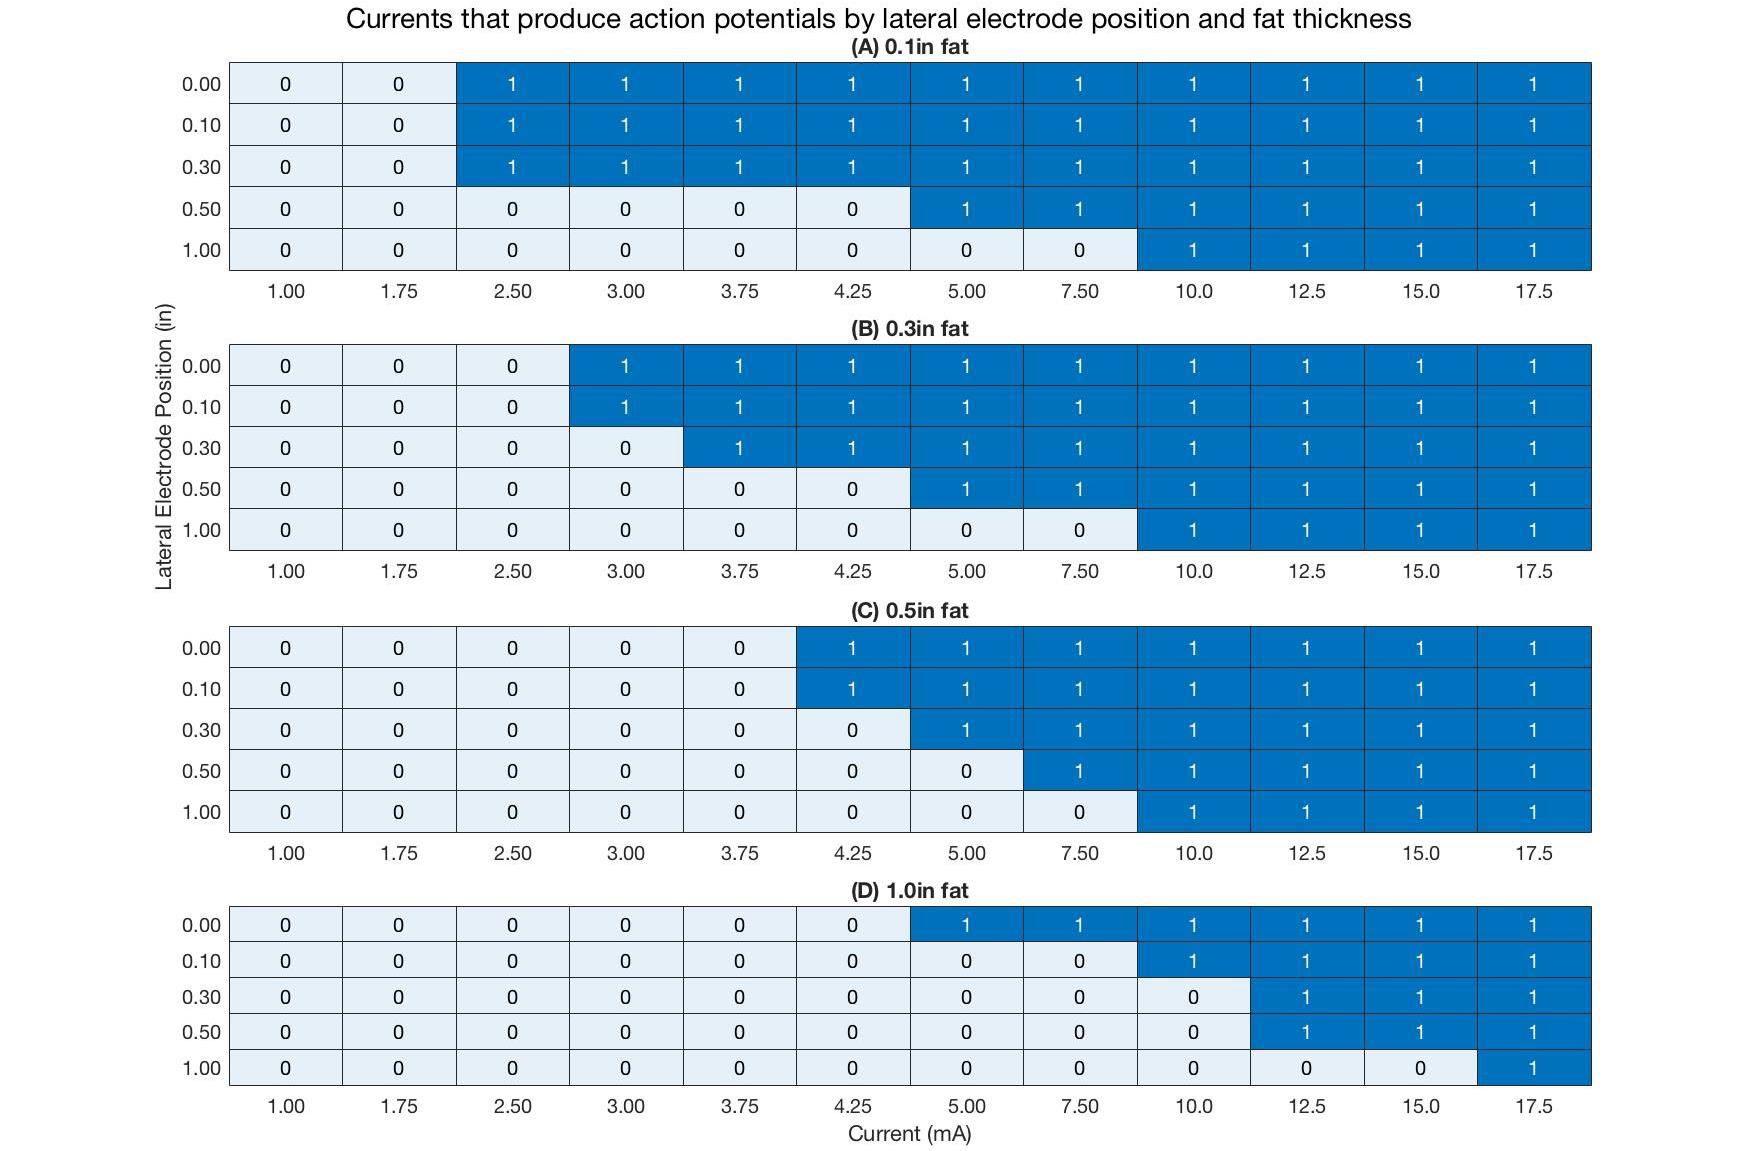 Currents that produce action potentials by lateral electrode position and fat thickness
(A) 0.1in fat
0.00 0 0 1 1 1 1 1 1 1 1 1 1
0.10 0 0 1 1 1 1 1 1 1 1 1 1
0.30 0 0 1 1 1 1 1 1 1 1 1 1
0.50 0 0 0 0 0 0 1 1 1 1 1 1
1.00 0 0 0 0 0 0 0 0 1 1 1 1
1.00 1.75 2.50 3.00 3.75 4.25 5.00 7.50 10.0 12.5 15.0 17.5
Lateral Electrode Position (in)
(B) 0.3in fat
0.00 0 0 0 1 1 1 1 1 1 1 1 1
0.10 0 0 0 1 1 1 1 1 1 1 1 1
0.30 0 0 0 0 1 1 1 1 1 1 1 1
0.50 0 0 0 0 0 0 1 1 1 1 1 1
1.00 0 0 0 0 0 0 0 0 1 1 1 1
1.00 1.75 2.50 3.00 3.75 4.25 5.00 7.50 10.0 12.5 15.0 17.5
(C) 0.5in fat
0.00 0 0 0 0 0 1 1 1 1 1 1 1
0.10 0 0 0 0 0 1 1 1 1 1 1 1
0.30 0 0 0 0 0 0 1 1 1 1 1 1
0.50 0 0 0 0 0 0 0 1 1 1 1 1
1.00 0 0 0 0 0 0 0 0 1 1 1 1
1.00 1.75 2.50 3.00 3.75 4.25 5.00 7.50 10.0 12.5 15.0 17.5
(D) 1.0in fat
0.00 0 0 0 0 0 0 1 1 1 1 1 1
0.10 0 0 0 0 0 0 0 0 1 1 1 1
0.30 0 0 0 0 0 0 0 0 0 1 1 1
0.50 0 0 0 0 0 0 0 0 0 1 1 1
1.00 0 0 0 0 0 0 0 0 0 0 0 1
1.00 1.75 2.50 3.00 3.75 4.25 5.00 7.50 10.0 12.5 15.0 17.5
Current (mA)